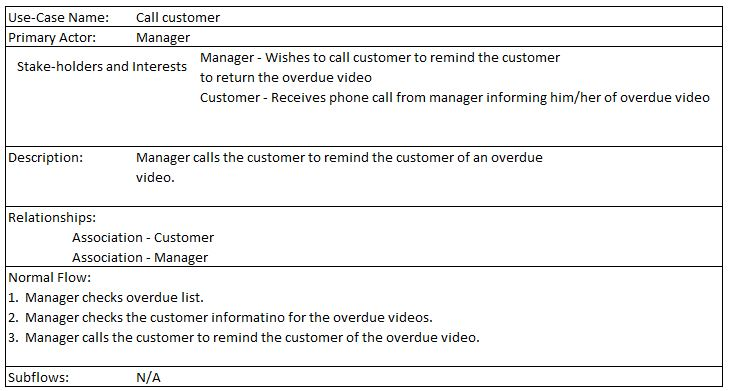 Use-Case Name: Call customer
Primary Actor: Manager
Stake-holders and Interests Manager - Wishes to call customer to remind the customer
to return the overdue video
Customer - Receives phone call from manager informing him/her of overdue video
Description: Manager calls the customer to remind the customer of an overdue
video.
Relationships:
Association - Customer
Association - Manager
Normal Flow:
1. Manager checks overdue list.
2. Manager checks the customer informatino for the overdue videos.
3. Manager calls the customer to remind the customer of the overdue video.
Subflows: N/A